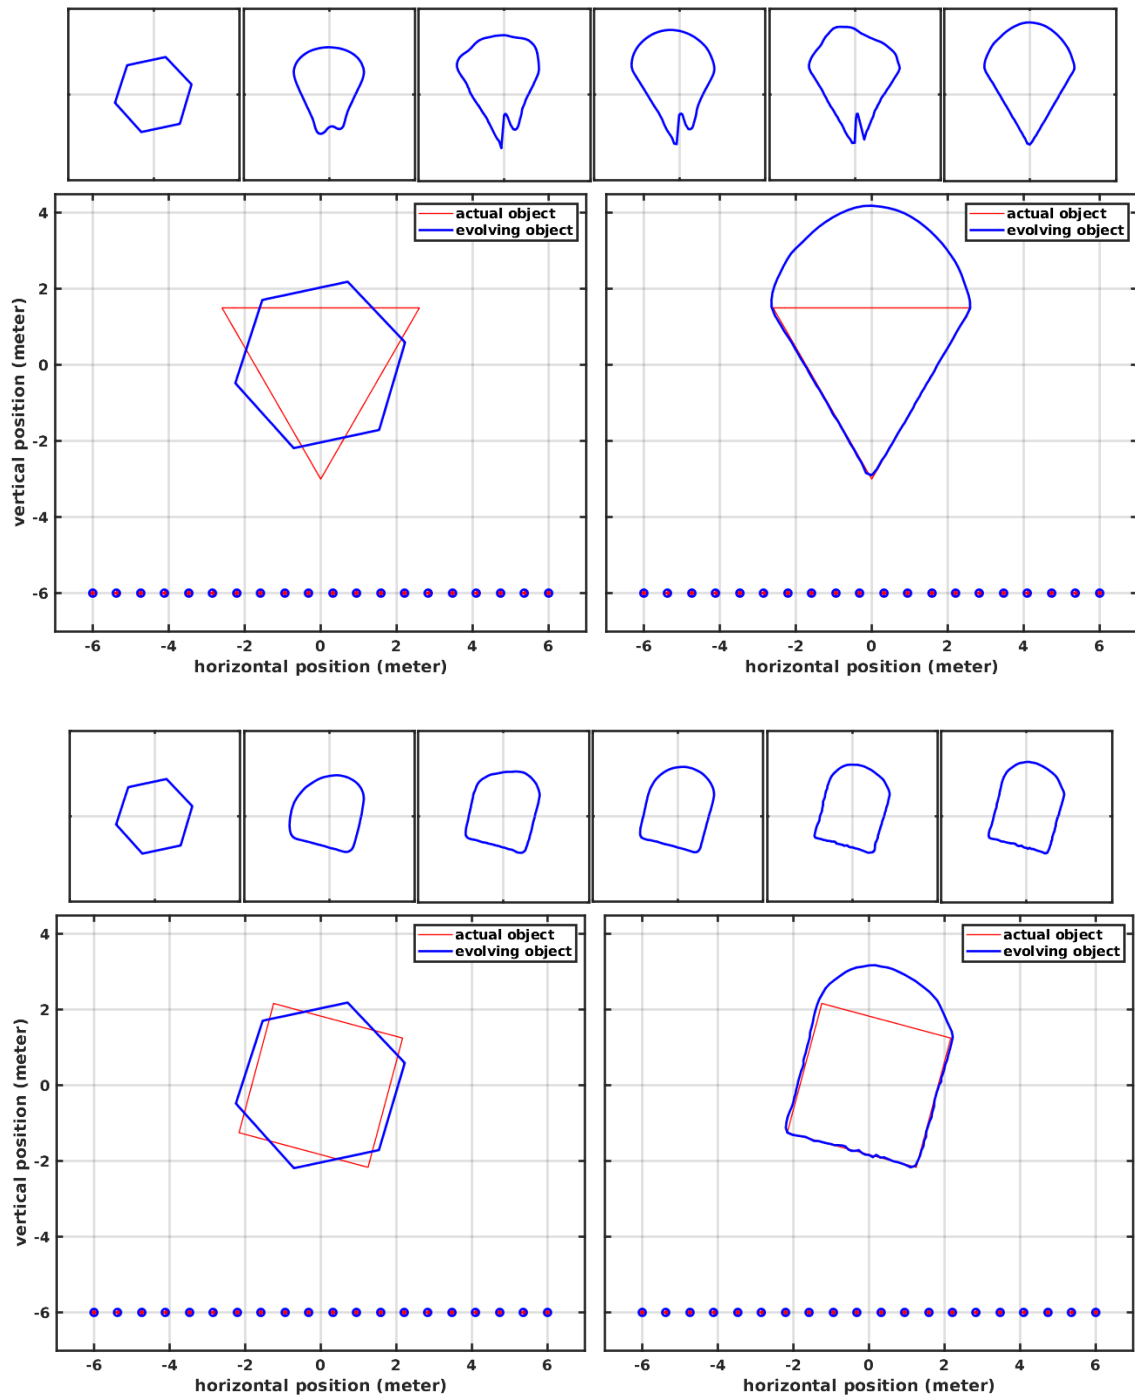 actual object
evolving object
actual object
evolving object
4
2
0
-2
-4
-6
vertical position (meter)
-6 -4 -2 0 2 4 6
horizontal position (meter)
-6 -4 -2 0 2 4 6
horizontal position (meter)
actual object
evolving object
actual object
evolving object
4
2
0
-2
-4
-6
vertical position (meter)
-6 -4 -2 0 2 4 6
horizontal position (meter)
-6 -4 -2 0 2 4 6
horizontal position (meter)